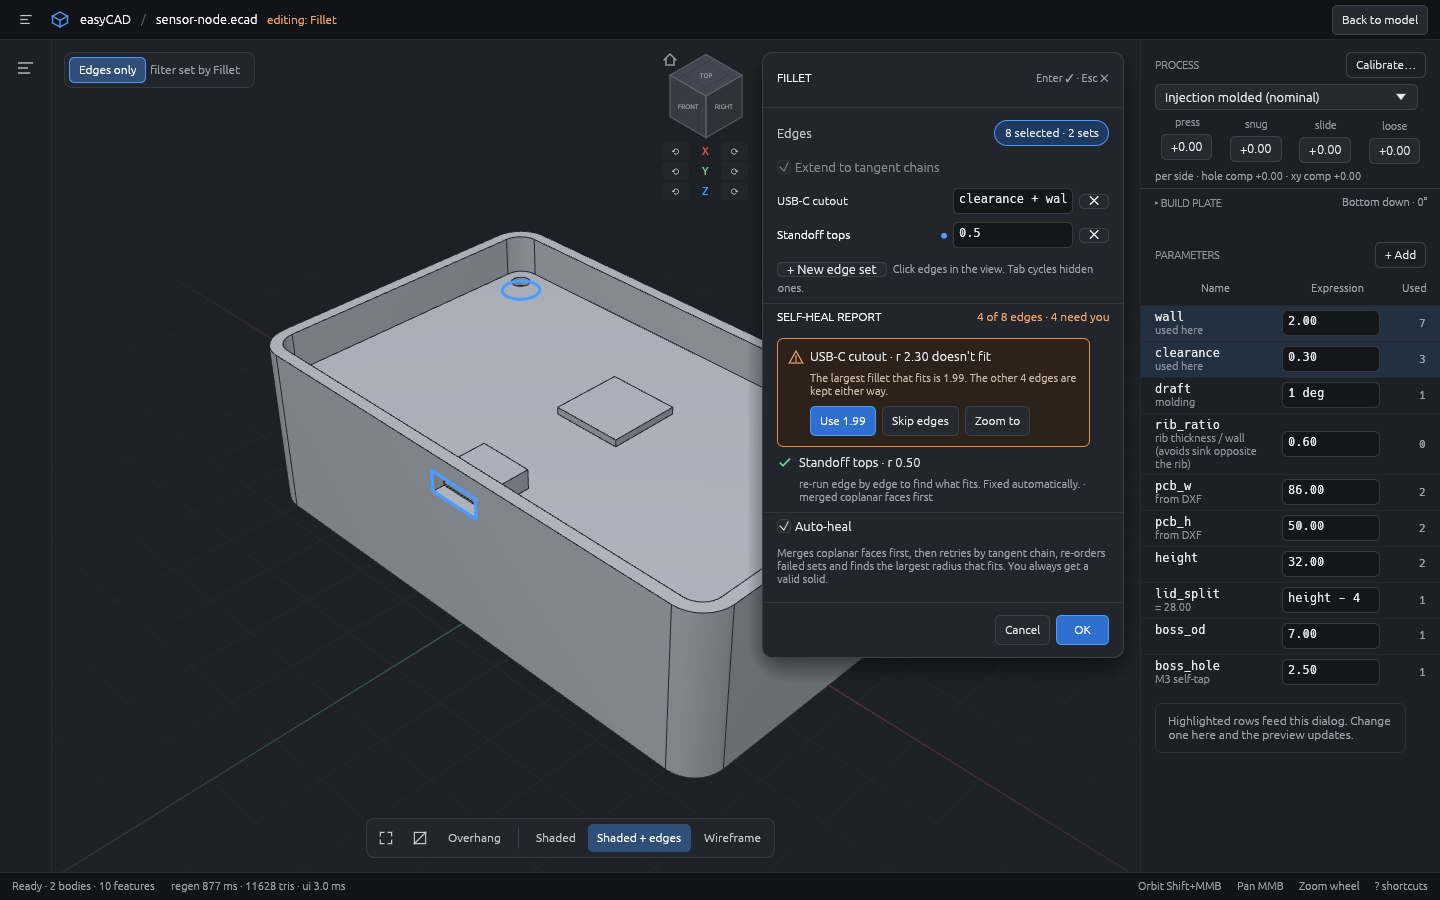 easyCAD / sensor-node.ecad editing: Fillet
Back to model
Edges only filter set by Fillet
TOP
FRONT RIGHT
X
Y
Z
FILLET
Enter ✓ · Esc ✕
Edges
8 selected · 2 sets
Extend to tangent chains
USB-C cutout clearance + wal
Standoff tops 0.5
+ New edge set Click edges in the view. Tab cycles hidden
ones.
SELF-HEAL REPORT 4 of 8 edges · 4 need you
USB-C cutout · r 2.30 doesn't fit
The largest fillet that fits is 1.99. The other 4 edges are
kept either way.
Use 1.99 Skip edges Zoom to
Standoff tops · r 0.50
re-run edge by edge to find what fits. Fixed automatically. ·
merged coplanar faces first
Auto-heal
Merges coplanar faces first, then retries by tangent chain, re-orders
failed sets and finds the largest radius that fits. You always get a
valid solid.
Cancel OK
PROCESS Calibrate…
Injection molded (nominal)
press snug slide loose
+0.00 +0.00 +0.00 +0.00
per side · hole comp +0.00 · xy comp +0.00
BUILD PLATE Bottom down · 0°
PARAMETERS + Add
Name Expression Used
wall 2.00 7
used here
clearance 0.30 3
used here
draft 1 deg 1
molding
rib_ratio 0.60 0
rib thickness / wall
(avoids sink opposite
the rib)
pcb_w 86.00 2
from DXF
pcb_h 50.00 2
from DXF
height 32.00 2
lid_split height - 4 1
= 28.00
boss_od 7.00 1
boss_hole 2.50 1
M3 self-tap
Highlighted rows feed this dialog. Change
one here and the preview updates.
Overhang Shaded Shaded + edges Wireframe
Ready · 2 bodies · 10 features regen 877 ms · 11628 tris · ui 3.0 ms
Orbit Shift+MMB Pan MMB Zoom wheel ? shortcuts